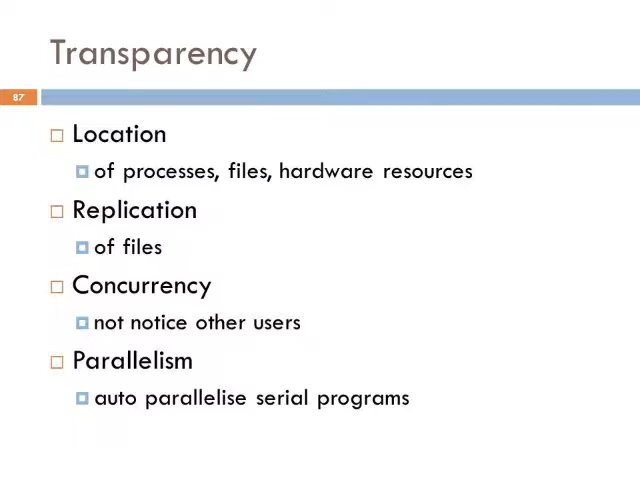 Transparency
87
Location
of processes, files, hardware resources
Replication
of files
Concurrency
not notice other users
Parallelism
auto parallelise serial programs